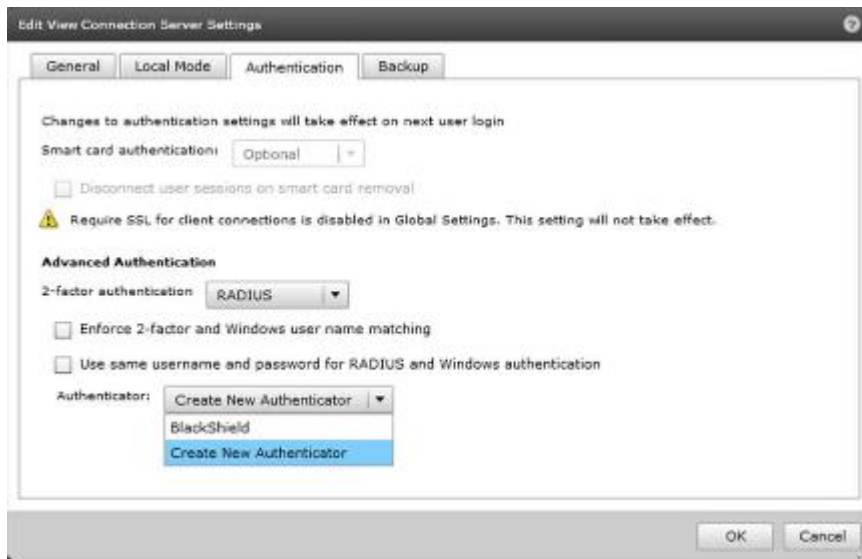 Edit View Connection Server Settings
?
General Local Mode Authentication Backup
Changes to authentication settings will take effect on next user login
Smart card authentication: Optional
Disconnect user sessions on smart card removal
Require SSL for client connections is disabled in Global Settings. This setting will not take effect.
Advanced Authentication
2-factor authentication RADIUS
Enforce 2-factor and Windows user name matching
Use same username and password for RADIUS and Windows authentication
Authenticator: Create New Authenticator
BlackShield
Create New Authenticator
OK Cancel